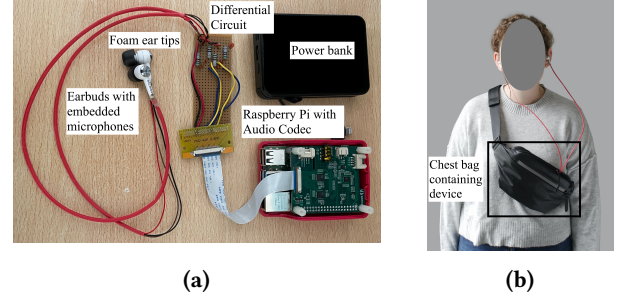 Differential
Circuit
Foam ear tips
Power bank
Earbuds with
embedded
microphones
Raspberry Pi with
Audio Codec
Chest bag
containing
device
(a)
(b)